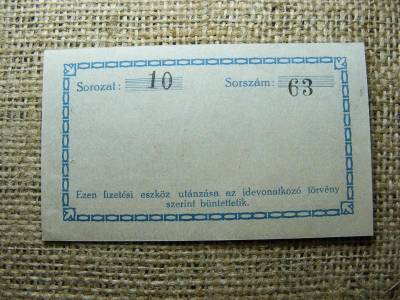 Sorozat: 10 Sorszám: 63
Ezen fizetési eszköz utánzása az idevonatkozó törvény
szerint büntettetik.